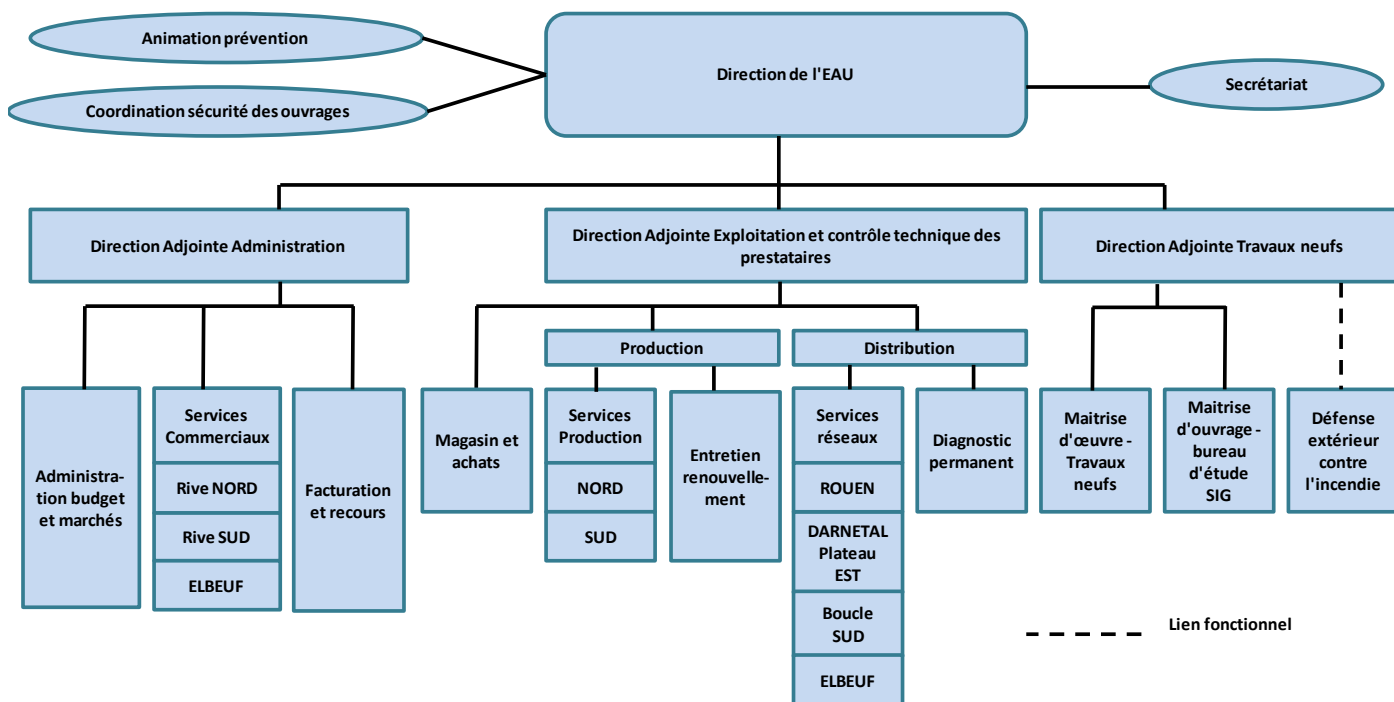 Animation prévention
Direction de l'EAU
Secrétariat
Coordination sécurité des ouvrages
Direction Adjointe Administration
Direction Adjointe Exploitation et contrôle technique des
prestataires
Direction Adjointe Travaux neufs
Production
Distribution
Administra-
tion budget
et marchés
Services
Commerciaux
Rive NORD
Rive SUD
ELBEUF
Facturation
et recours
Magasin et
achats
Services
Production
NORD
SUD
Entretien
renouvelle-
ment
Services
réseaux
ROUEN
DARNETAL
Plateau
EST
Boucle
SUD
ELBEUF
Diagnostic
permanent
Maitrise
d'œuvre -
Travaux
neufs
Maitrise
d'ouvrage -
bureau
d'étude
SIG
Défense
extérieur
contre
l'incendie
Lien fonctionnel